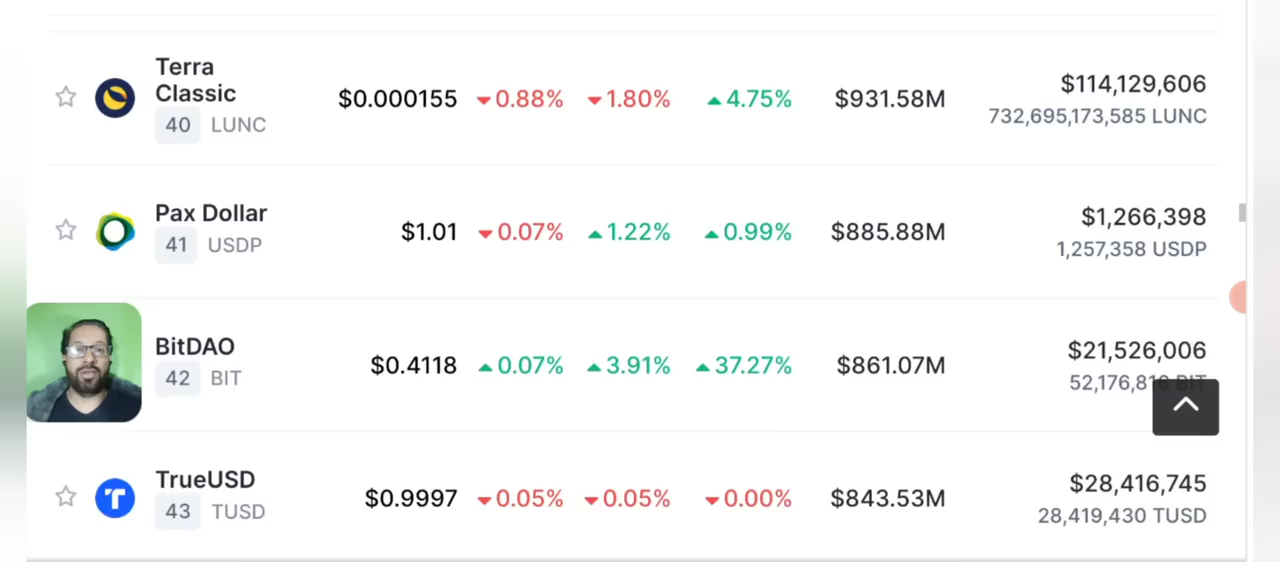 Terra
Classic
40 LUNC
$0.000155 0.88% 1.80% 4.75% $931.58M
$114,129,606
732,695,173,585 LUNC
Pax Dollar
41 USDP
$1.01 0.07% 1.22% 0.99% $885.88M
$1,266,398
1,257,358 USDP
BitDAO
42 BIT
$0.4118 0.07% 3.91% 37.27% $861.07M
$21,526,006
TrueUSD
43 TUSD
$0.9997 0.05% 0.05% 0.00% $843.53M
$28,416,745
28,419,430 TUSD